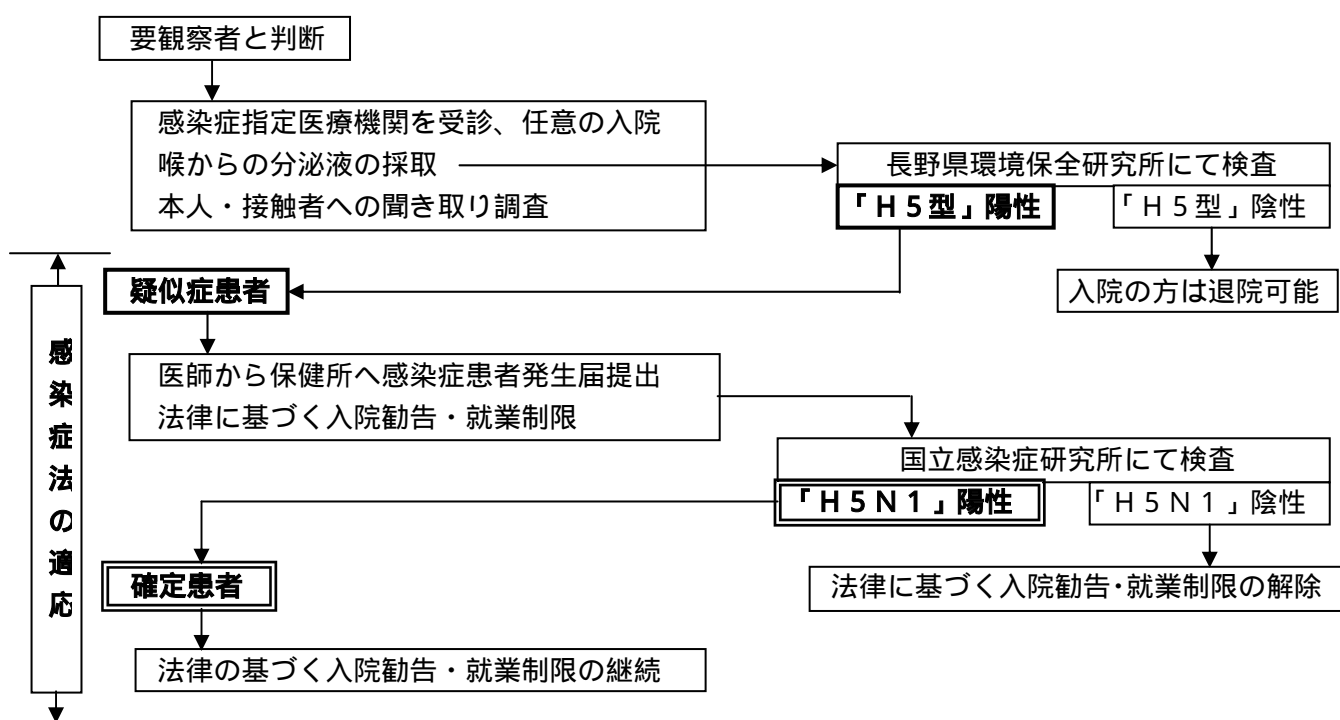 要観察者と判断
感染症指定医療機関を受診、任意の入院
喉からの分泌液の採取
本人・接触者への聞き取り調査
長野県環境保全研究所にて検査
「H5型」陽性
「H5型」陰性
入院の方は退院可能
疑似症患者
感染症法の適応
医師から保健所へ感染症患者発生届提出
法律に基づく入院勧告・就業制限
国立感染症研究所にて検査
「H5N1」陽性
「H5N1」陰性
法律に基づく入院勧告・就業制限の解除
確定患者
法律の基づく入院勧告・就業制限の継続